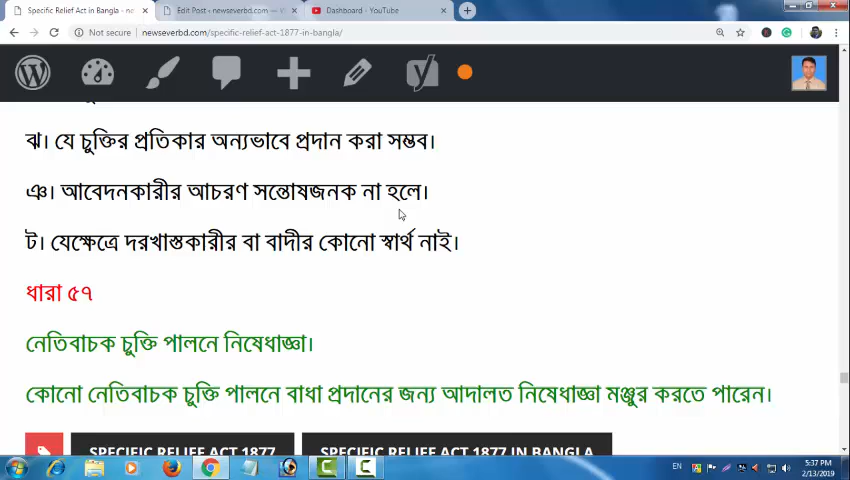 Specific Relief Act in Bangla - ne
Edit Post ‹ newseverbd.com — W
Dashboard - YouTube
Not secure
newseverbd.com/specific-relief-act-1877-in-bangla/
ঝ। যে চুক্তির প্রতিকার অন্যভাবে প্রদান করা সম্ভব।
ঞ। আবেদনকারীর আচরণ সন্তোষজনক না হলে।
ট। যেক্ষেত্রে দরখাস্তকারীর বা বাদীর কোনো স্বার্থ নাই।
ধারা ৫৭
নেতিবাচক চুক্তি পালনে নিষেধাজ্ঞা।
কোনো নেতিবাচক চুক্তি পালনে বাধা প্রদানের জন্য আদালত নিষেধাজ্ঞা মঞ্জুর করতে পারেন।
SPECIFIC RELIEF ACT 1877
SPECIFIC RELIEF ACT 1877 IN BANGLA
EN
5:37 PM
2/13/2019